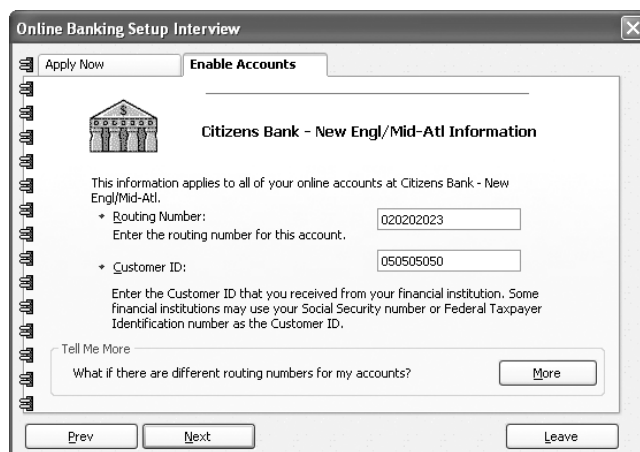 Online Banking Setup Interview
Apply Now
Enable Accounts
$
Citizens Bank - New Engl/Mid-Atl Information
This information applies to all of your online accounts at Citizens Bank - New
Engl/Mid-Atl.
* Routing Number:
020202023
Enter the routing number for this account.
* Customer ID:
050505050
Enter the Customer ID that you received from your financial institution. Some
financial institutions may use your Social Security number or Federal Taxpayer
Identification number as the Customer ID.
Tell Me More
What if there are different routing numbers for my accounts?
More
Prev
Next
Leave